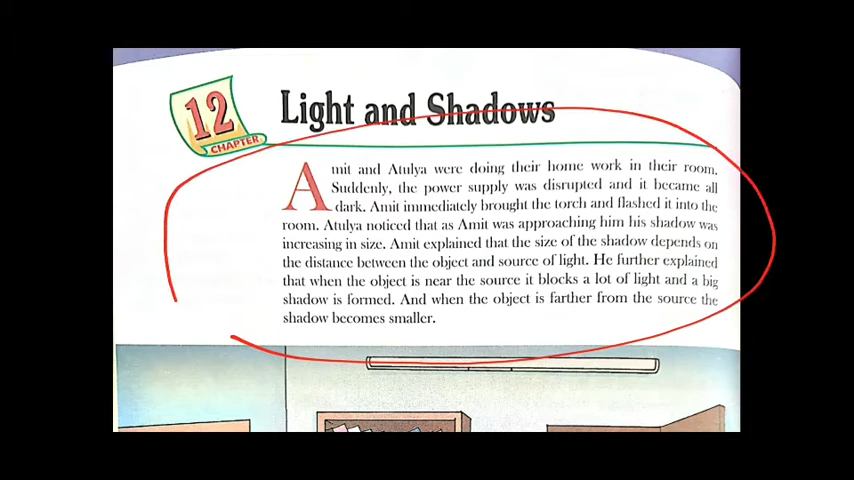 12
CHAPTER
Light and Shadows
Amit and Atulya were doing their home work in their room.
Suddenly, the power supply was disrupted and it became all
dark. Amit immediately brought the torch and flashed it into the
room. Atulya noticed that as Amit was approaching him his shadow was
increasing in size. Amit explained that the size of the shadow depends on
the distance between the object and source of light. He further explained
that when the object is near the source it blocks a lot of light and a big
shadow is formed. And when the object is farther from the source the
shadow becomes smaller.